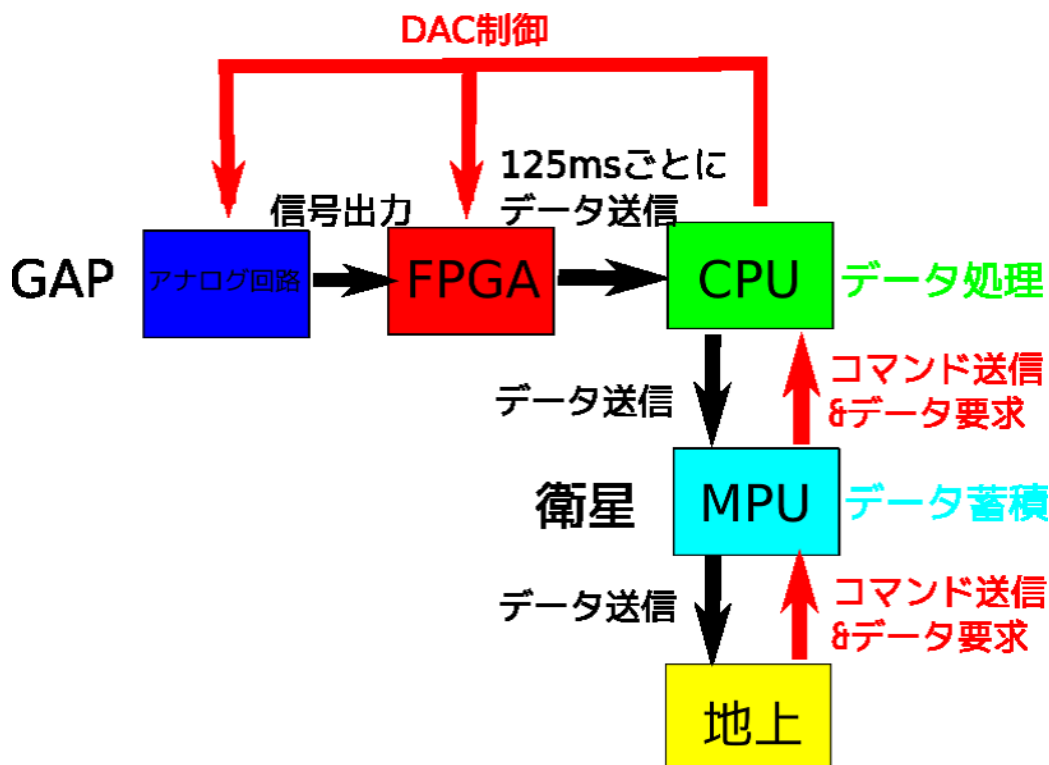 DAC制御
125msごとに
信号出力
データ送信
GAP
アナログ回路
FPGA
CPU
データ処理
データ送信
コマンド送信
&データ要求
衛星
MPU
データ蓄積
データ送信
コマンド送信
&データ要求
地上